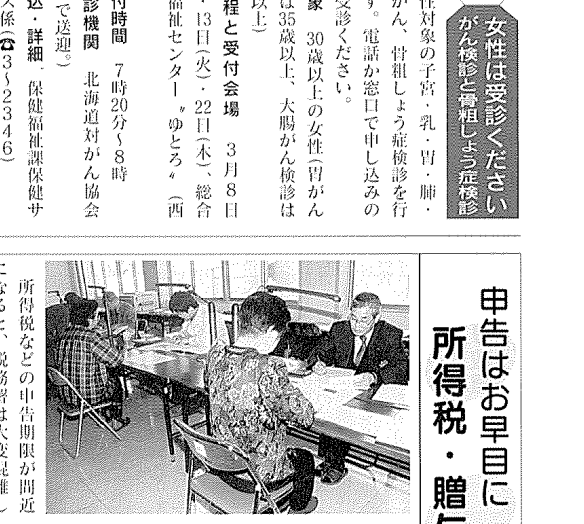 女性は受診ください
がん検診と骨粗しょう症検診
性対象の子宮・乳・胃・肺・
がん、骨粗しょう症検診を行
す。電話か窓口で申し込みの
受診ください。
象　30歳以上の女性（胃がん
は35歳以上、大腸がん検診は
以上）
程と受付会場　3月8日
・13日（火）・22日（木）、総合
福祉センター〝ゆとろ〟（西
付時間　7時20分〜8時
診機関　北海道対がん協会
で送迎。）
込・詳細　保健福祉課保健サ
ス係（☎3〜2346）
申告はお早目に
所得税・贈与
所得税などの申告期限が間近
になると、税務署は大変混雑し